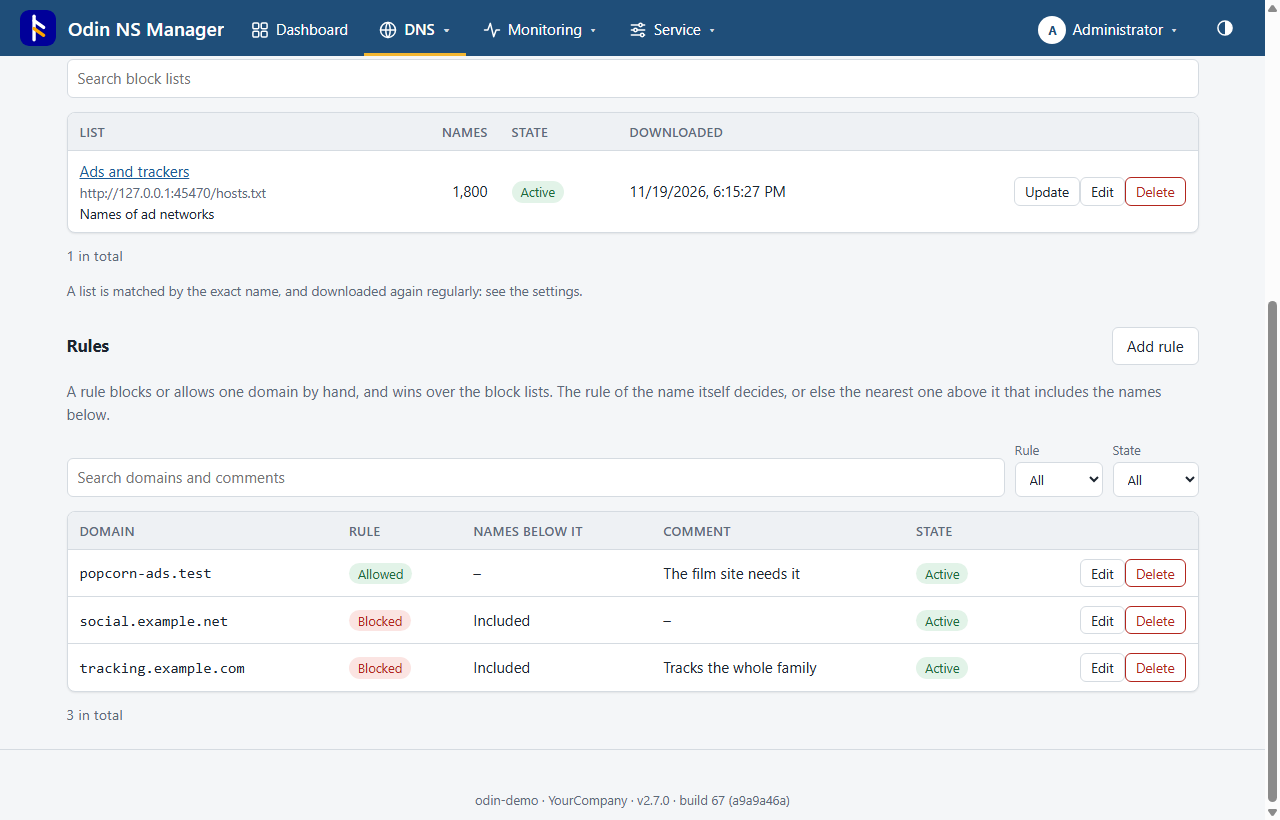 Odin NS Manager Dashboard DNS Monitoring Service A Administrator
Search block lists
LIST NAMES STATE DOWNLOADED
Ads and trackers
http://127.0.0.1:45470/hosts.txt
Names of ad networks
1,800 Active 11/19/2026, 6:15:27 PM Update Edit Delete
1 in total
A list is matched by the exact name, and downloaded again regularly: see the settings.
Rules Add rule
A rule blocks or allows one domain by hand, and wins over the block lists. The rule of the name itself decides, or else the nearest one above it that includes the names
below.
Rule State
Search domains and comments All All
DOMAIN RULE NAMES BELOW IT COMMENT STATE
popcorn-ads.test Allowed – The film site needs it Active Edit Delete
social.example.net Blocked Included – Active Edit Delete
tracking.example.com Blocked Included Tracks the whole family Active Edit Delete
3 in total
odin-demo · YourCompany · v2.7.0 · build 67 (a9a9a46a)